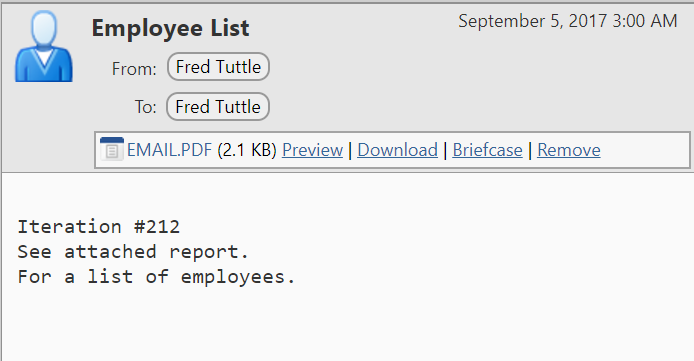 Employee List
September 5, 2017 3:00 AM
From: Fred Tuttle
To: Fred Tuttle
EMAIL.PDF (2.1 KB) Preview | Download | Briefcase | Remove
Iteration #212
See attached report.
For a list of employees.